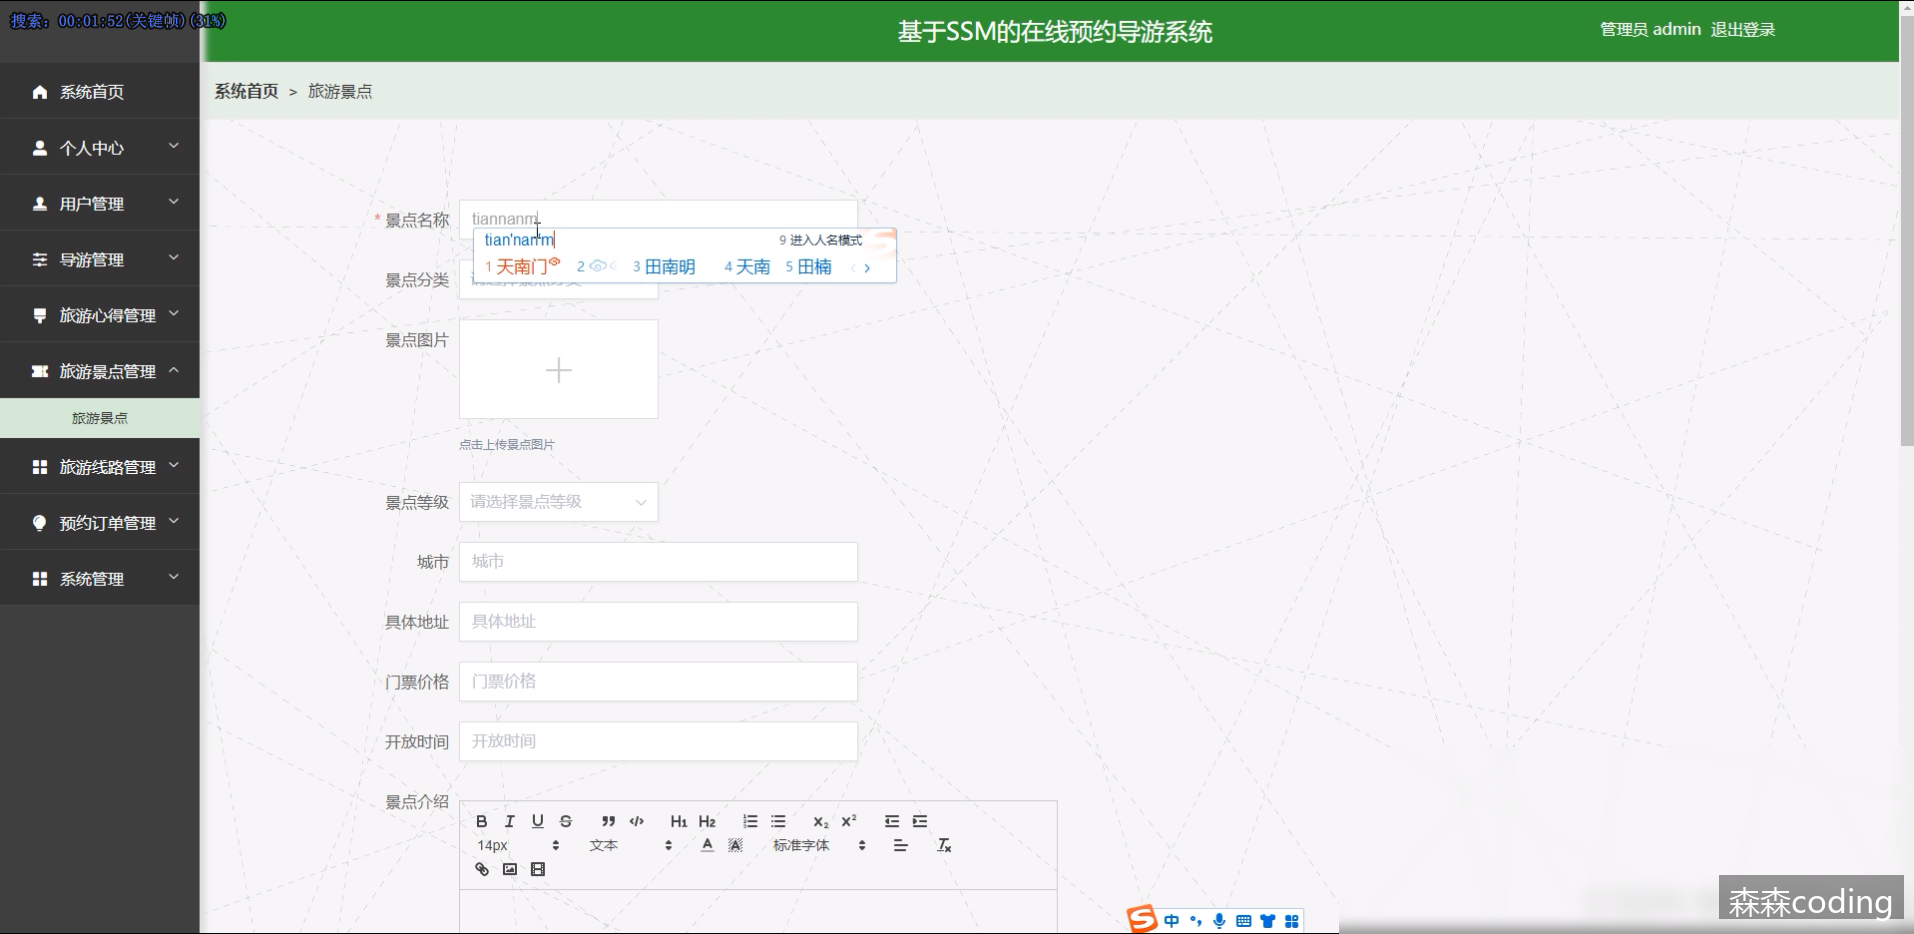 搜索: 00:01:52(关键帧)(31%)
基于SSM的在线预约导游系统
管理员 admin 退出登录
系统首页
个人中心
用户管理
导游管理
旅游心得管理
旅游景点管理
旅游景点
旅游线路管理
预约订单管理
系统管理
系统首页 > 旅游景点
* 景点名称 tiannanm
tian'nan'm 9 进入人名模式
1 天南门 2 3 田南明 4 天南 5 田楠
景点分类
景点图片
点击上传景点图片
景点等级 请选择景点等级
城市 城市
具体地址 具体地址
门票价格 门票价格
开放时间 开放时间
景点介绍
B I U S H1 H2 x₂ x²
14px 文本 A A 标准字体 Tx
S 中
森森coding